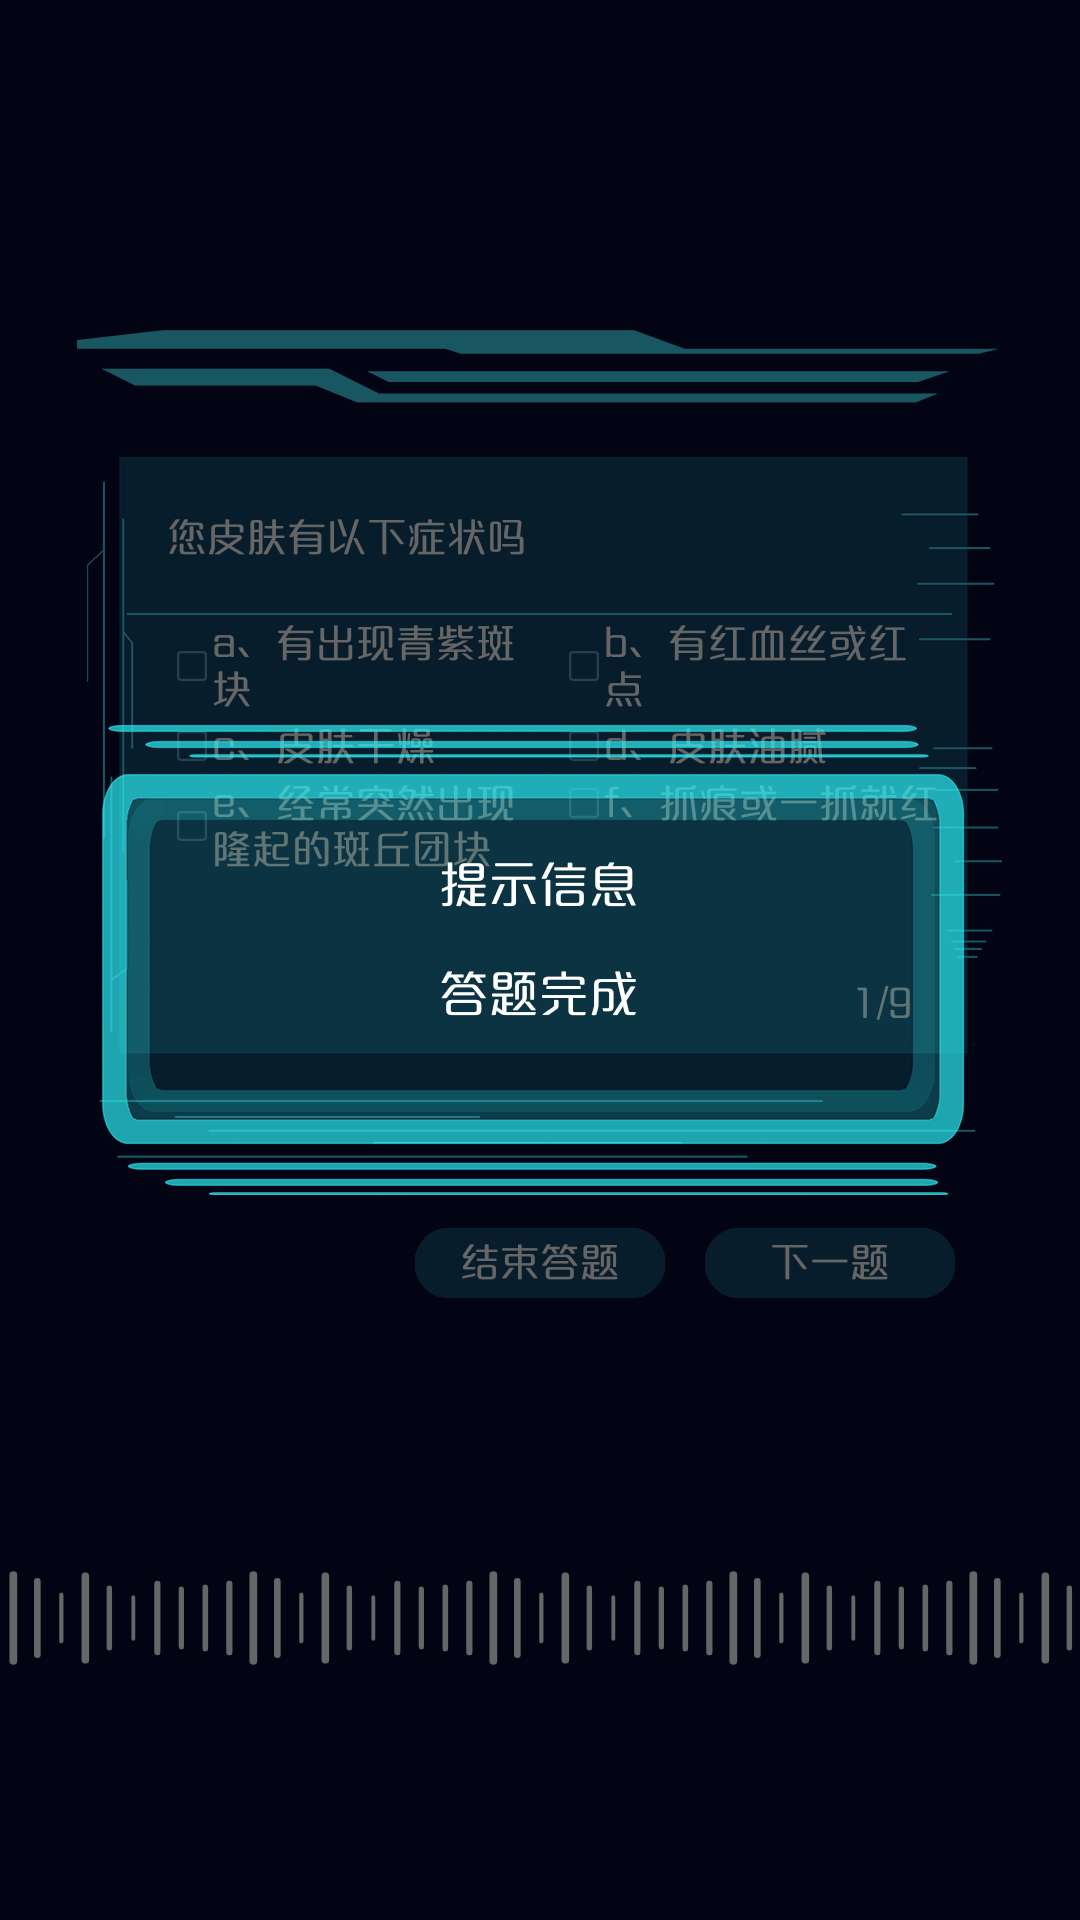 您皮肤有以下症状吗
a、有出现青紫斑块
b、有红血丝或红点
c、皮肤干燥
d、皮肤油腻
e、经常突然出现隆起的斑丘团块
f、抓痕或一抓就红
提示信息
答题完成
1/9
结束答题
下一题